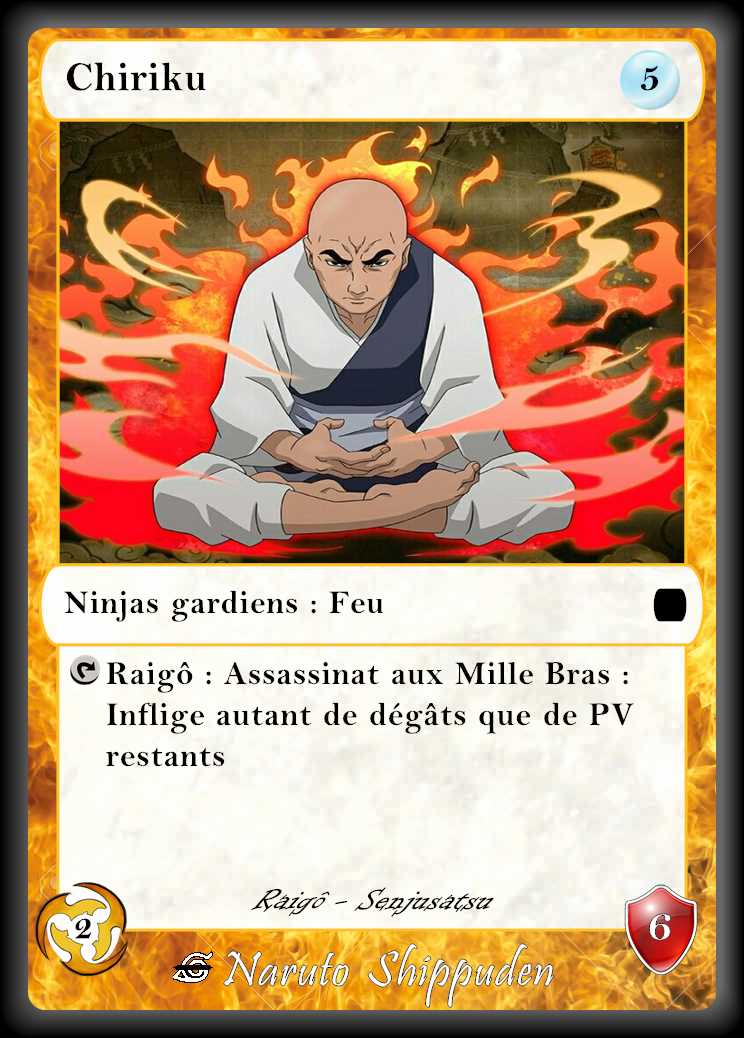 Chiriku
5
Ninjas gardiens : Feu
Raigô : Assassinat aux Mille Bras :
Inflige autant de dégâts que de PV
restants
Raigô – Senjusatsu
2
6
Naruto Shippuden